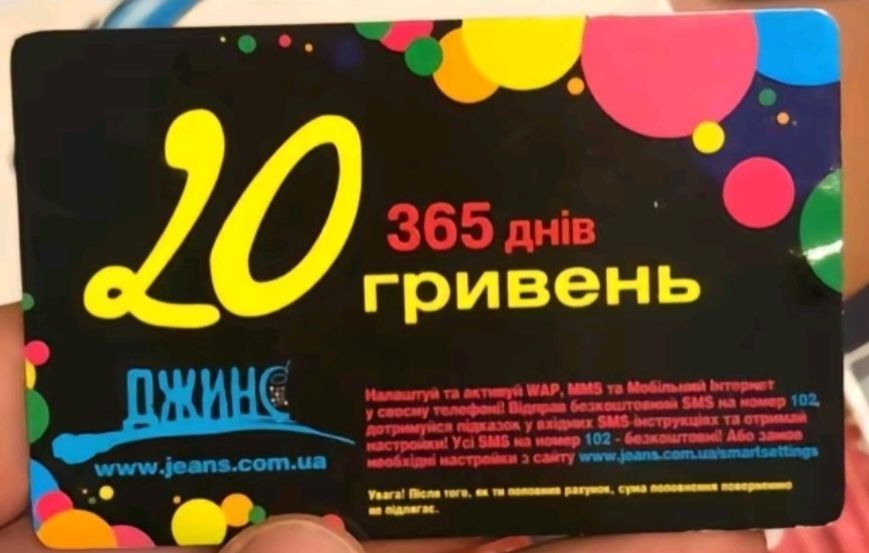 20
365 днів
гривень
ДЖИНС
www.jeans.com.ua
Налаштуй та активуй WAP, MMS та Мобільний Інтернет
у своєму телефоні! Відправ безкоштовний SMS на номер 102,
дотримуйся підказок у вхідних SMS інструкціях та отримай
настройки! Усі SMS на номер 102 - безкоштовні! Або замов
необхідні настройки з сайту www.jeans.com.ua/smartsettings
Увага! Після того, як ти поповнив рахунок, сума поповнення поверненню
не підлягає.